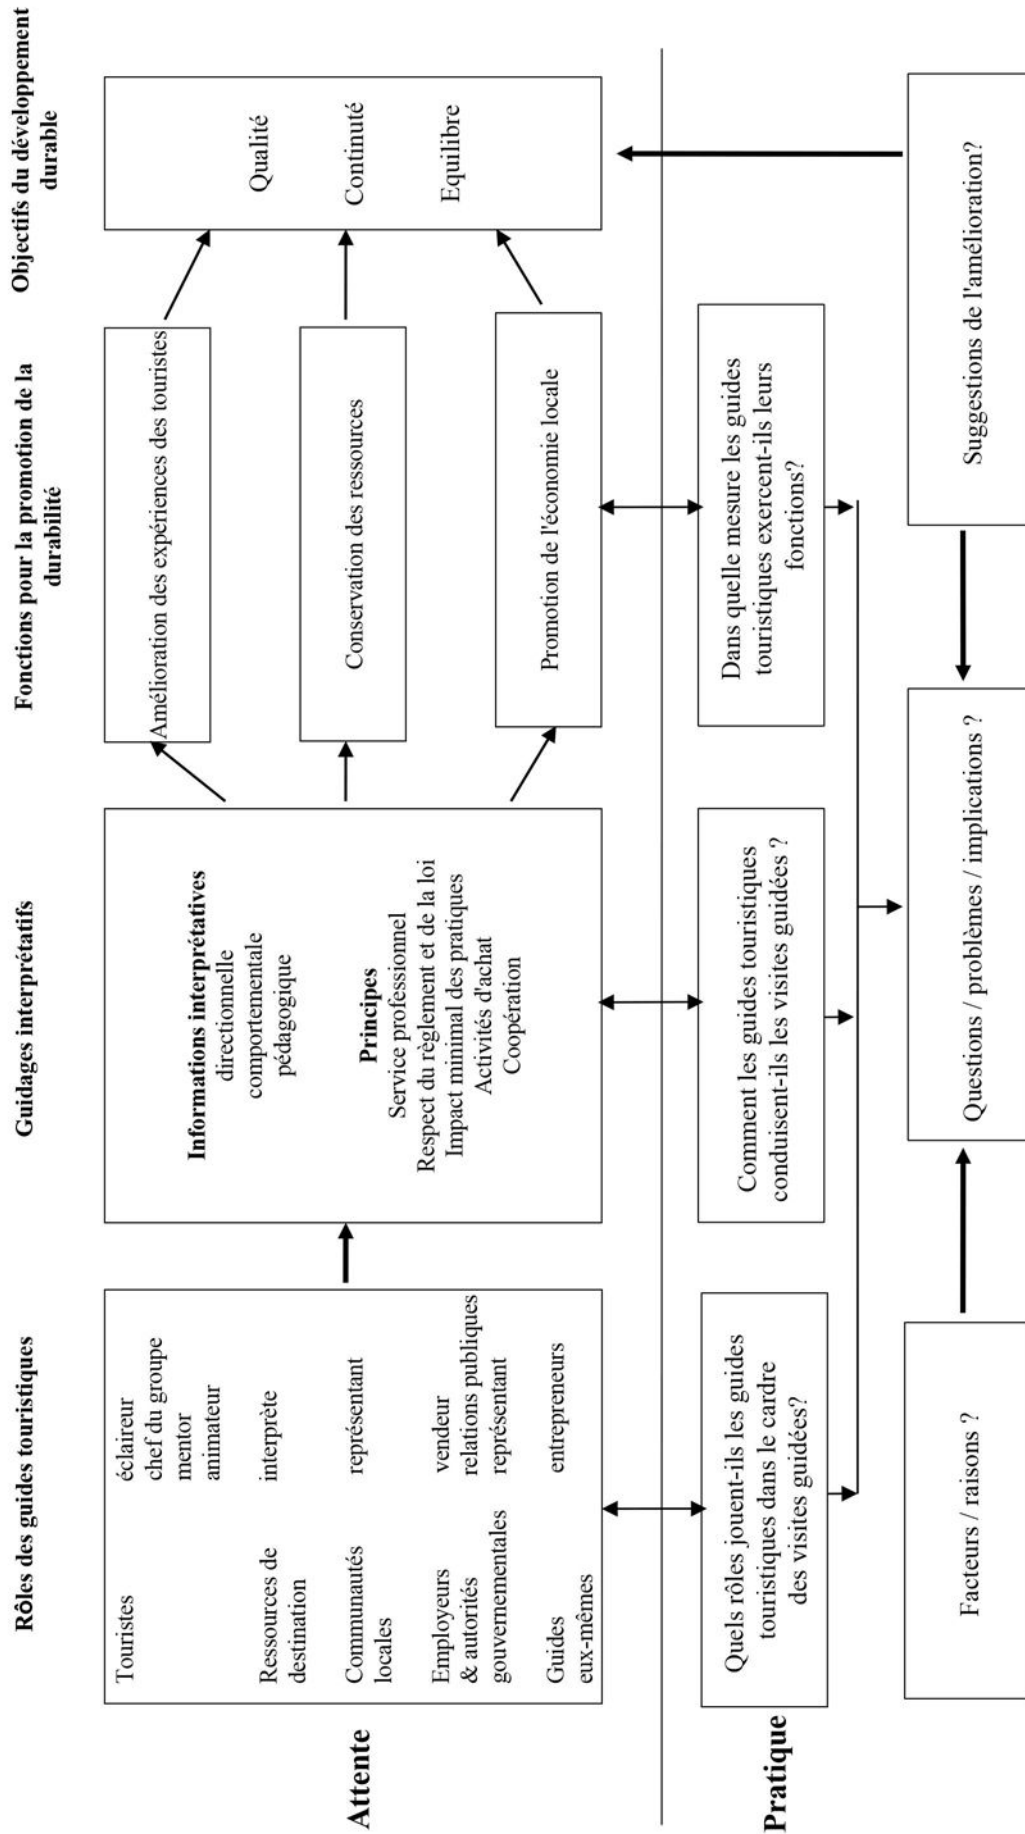 Rôles des guides touristiques
Guidages interprétatifs
Fonctions pour la promotion de la
durabilité
Objectifs du développement
durable
Attente
Touristes
éclaireur
chef du groupe
mentor
animateur
Ressources de
destination
interprète
Communautés
locales
représentant
Employeurs
& autorités
gouvernementales
vendeur
relations publiques
représentant
Guides
eux-mêmes
entrepreneurs
Informations interprétatives
directionnelle
comportementale
pédagogique
Principes
Service professionnel
Respect du règlement et de la loi
Impact minimal des pratiques
Activités d'achat
Coopération
Amélioration des expériences des touristes
Conservation des ressources
Promotion de l'économie locale
Qualité
Continuté
Equilibre
Pratique
Quels rôles jouent-ils les guides
touristiques dans le cardre
des visites guidées?
Comment les guides touristiques
conduisent-ils les visites guidées ?
Dans quelle mesure les guides
touristiques exercent-ils leurs
fonctions?
Facteurs / raisons ?
Questions / problèmes / implications ?
Suggestions de l'amélioration?